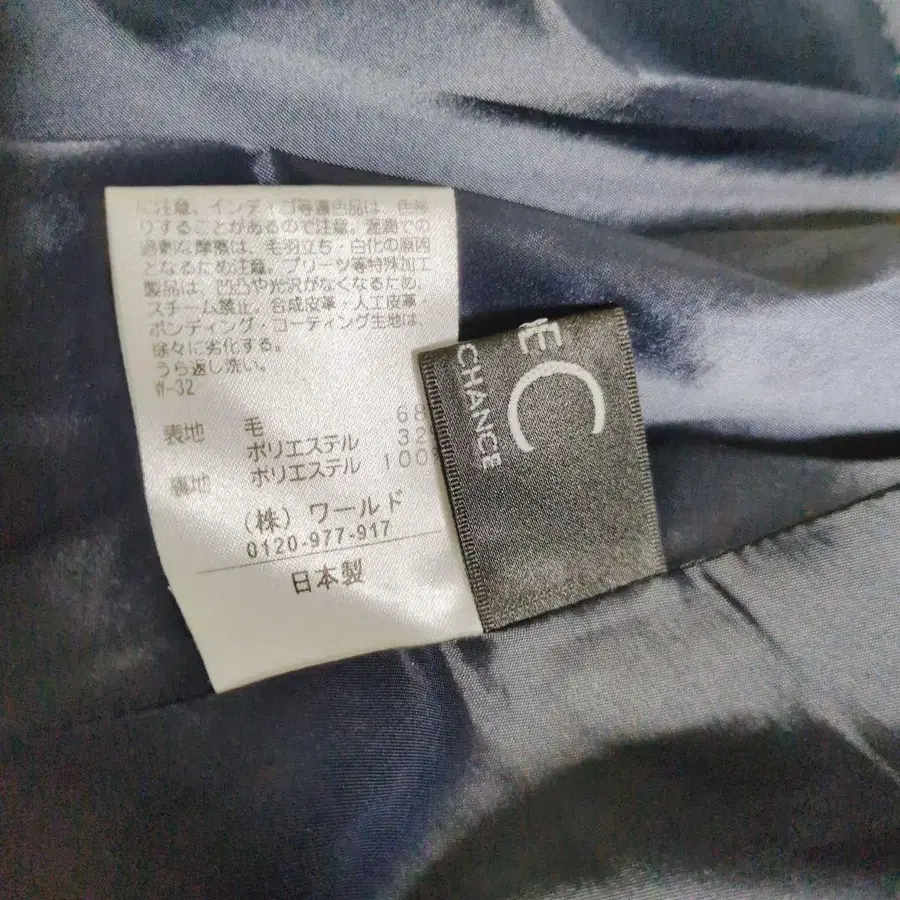 に注意。インディゴ等濃色品は、色移
りすることがあるので注意。湿潤での
過剰な摩擦は、毛羽立ち・白化の原因
となるため注意。プリーツ等特殊加工
製品は、凹凸や光沢がなくなるため、
スチーム禁止。合成皮革・人工皮革・
ボンディング・コーティング生地は、
徐々に劣化する。
うら返し洗い。
W-32
表地 毛 68
ポリエステル 32
裏地 ポリエステル 100
(株) ワールド
0120-977-917
日本製
C
CHANCE